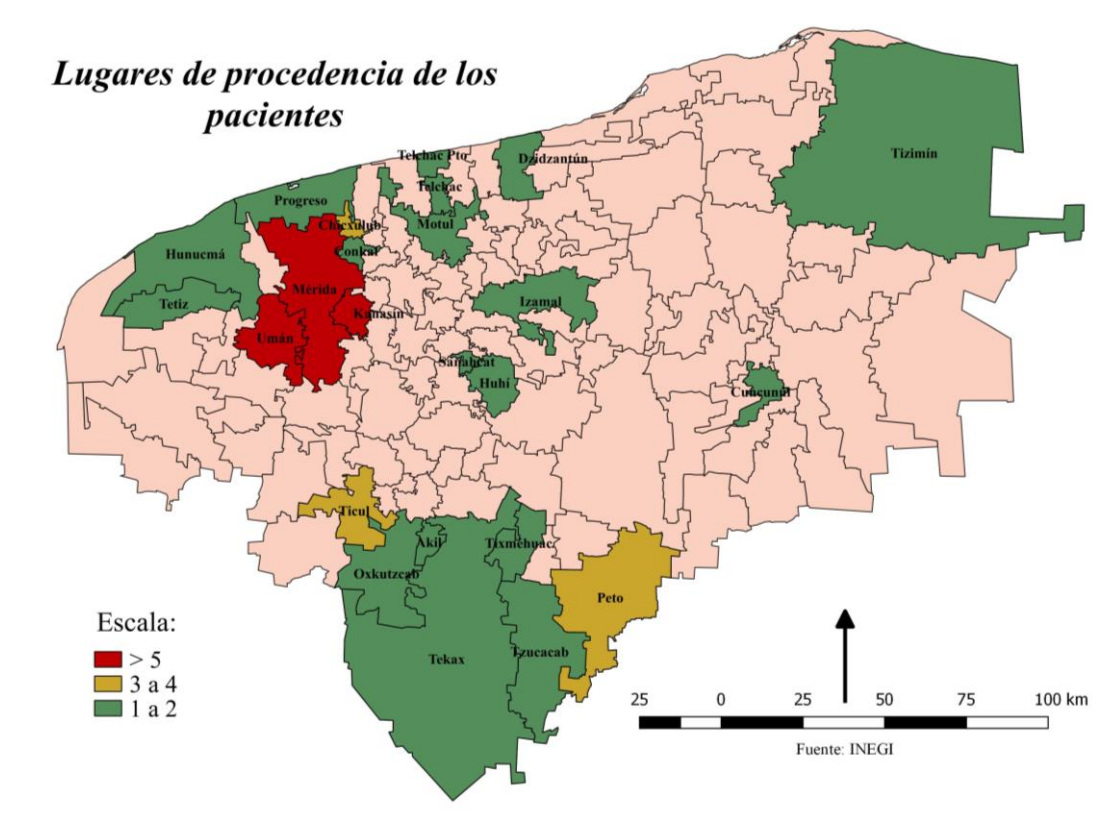 Lugares de procedencia de los
pacientes
Tizimín
Telchac Pto
Dzidzantún
Telchac
Progreso
Chicxulub
Motul
Conkal
Hunucmá
Mérida
Izamal
Tetiz
Kanasín
Umán
Sanahcat
Huhí
Cuncunul
Ticul
Akil
Tixmehuac
Oxkutzcab
Peto
Tekax
Tzucacab
Escala:
> 5
3 a 4
1 a 2
25 0 25 50 75 100 km
Fuente: INEGI